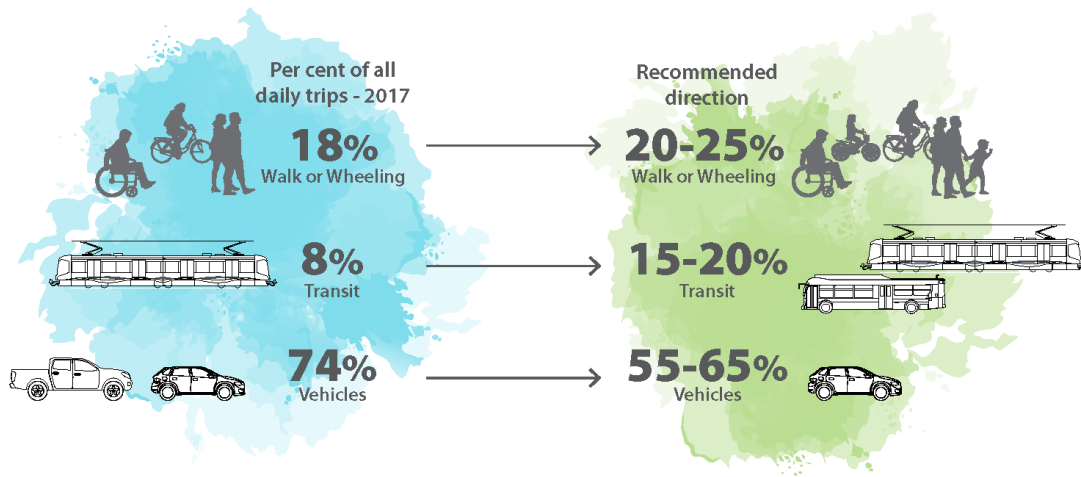 Per cent of all
daily trips - 2017
Recommended
direction
18%
Walk or Wheeling
20-25%
Walk or Wheeling
8%
Transit
15-20%
Transit
74%
Vehicles
55-65%
Vehicles